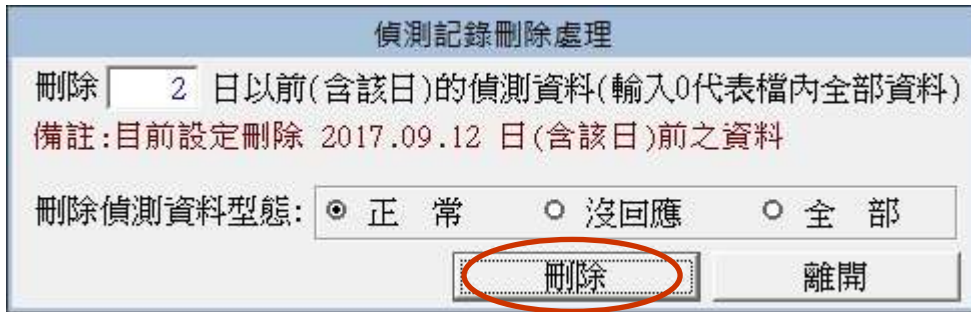 偵測記錄刪除處理
刪除 2 日以前(含該日)的偵測資料(輸入0代表檔內全部資料)
備註:目前設定刪除 2017.09.12 日(含該日)前之資料
刪除偵測資料型態: 正 常 沒回應 全 部
刪除 離開